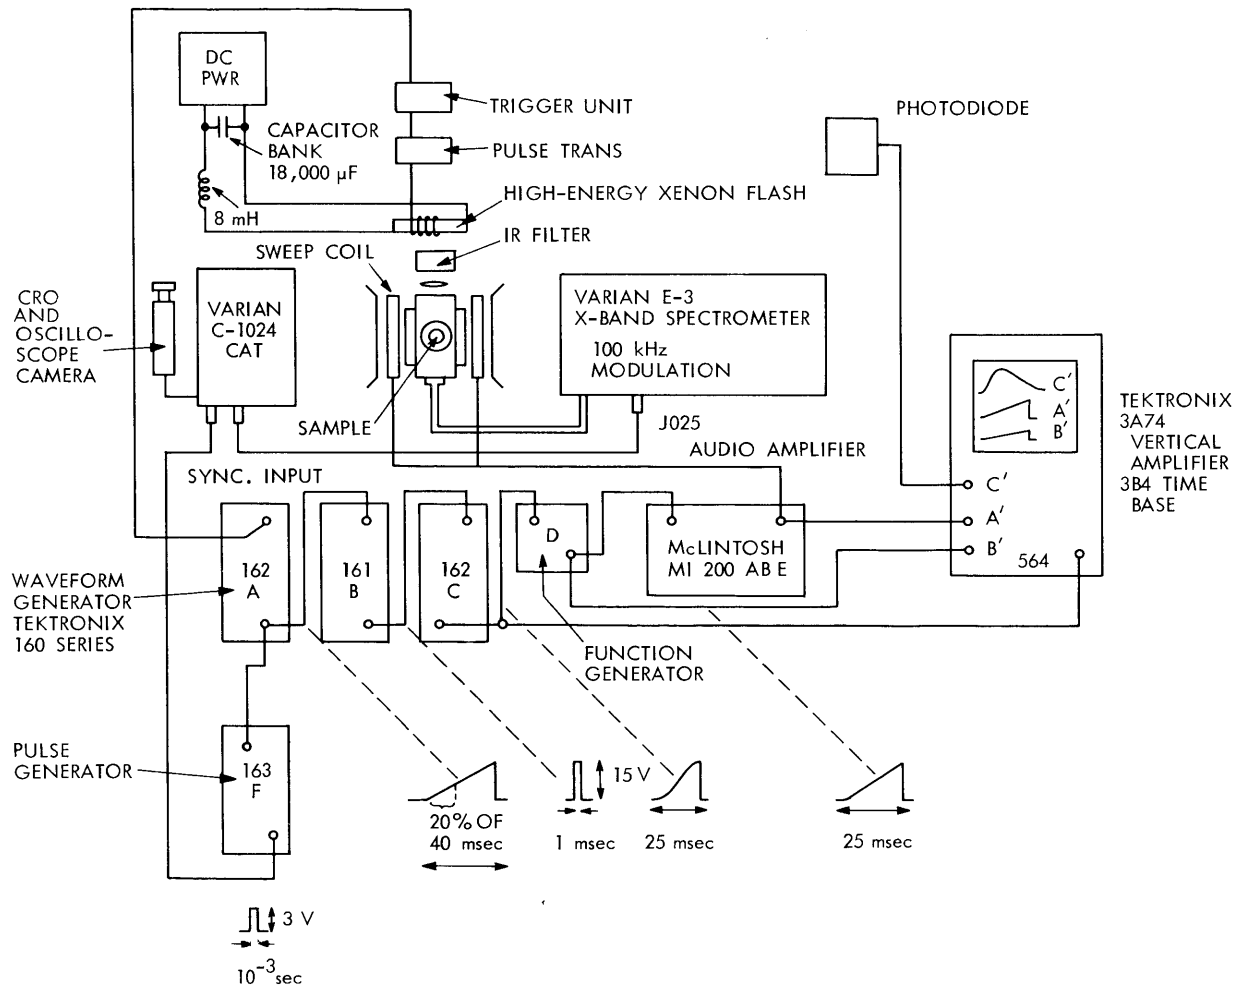 DC
PWR
CAPACITOR
BANK
18,000 µF
8 mH
TRIGGER UNIT
PULSE TRANS
HIGH-ENERGY XENON FLASH
IR FILTER
PHOTODIODE
SWEEP COIL
CRO
AND
OSCILLO-
SCOPE
CAMERA
VARIAN
C-1024
CAT
SAMPLE
VARIAN E-3
X-BAND SPECTROMETER
100 kHz
MODULATION
J025
SYNC. INPUT
AUDIO AMPLIFIER
C'
A'
B'
C'
A'
B'
564
TEKTRONIX
3A74
VERTICAL
AMPLIFIER
3B4 TIME
BASE
WAVEFORM
GENERATOR
TEKTRONIX
160 SERIES
162
A
161
B
162
C
D
McLINTOSH
MI 200 ABE
FUNCTION
GENERATOR
PULSE
GENERATOR
163
F
20% OF
40 msec
15 V
1 msec
25 msec
25 msec
3 V
10⁻³sec